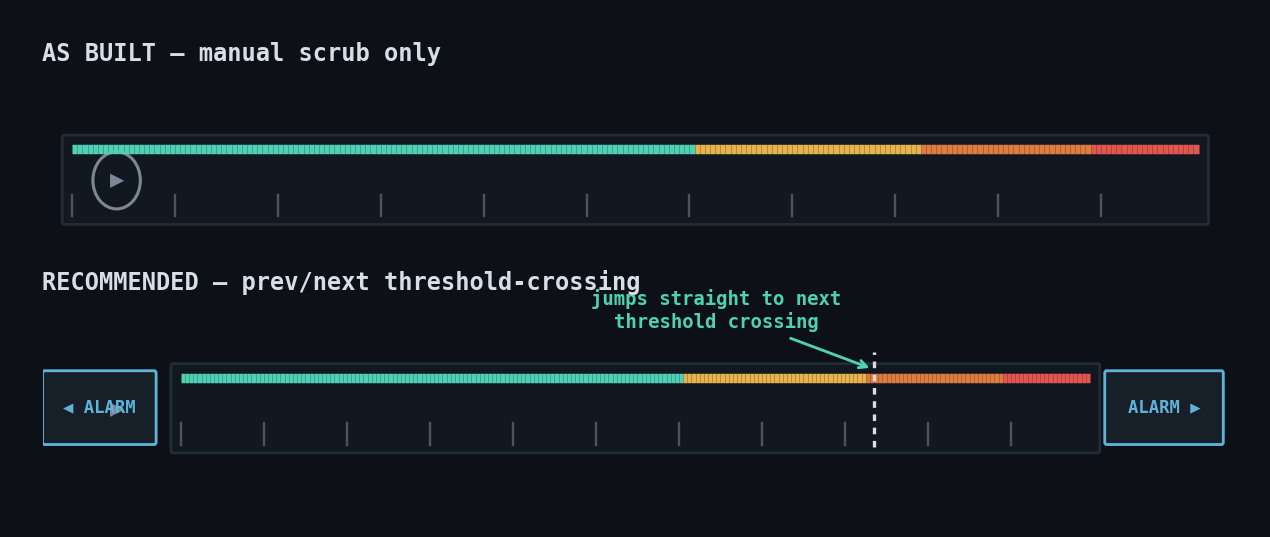 AS BUILT — manual scrub only
RECOMMENDED — prev/next threshold-crossing
jumps straight to next
threshold crossing
◀ ALARM
ALARM ▶